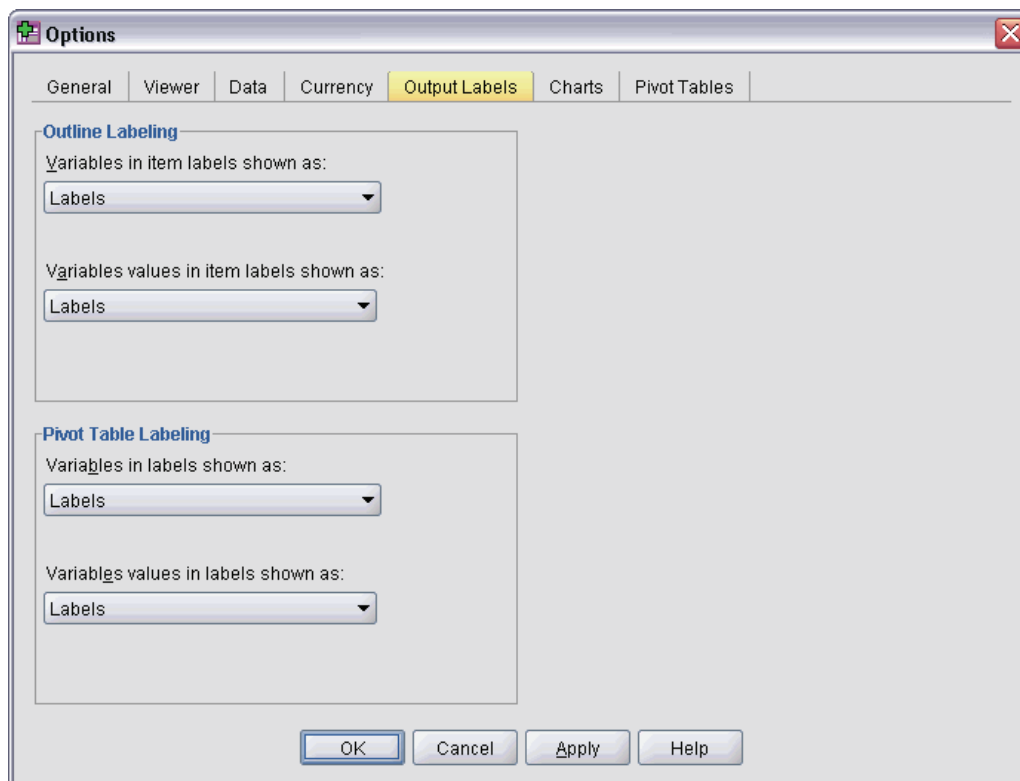 Options
General Viewer Data Currency Output Labels Charts Pivot Tables
Outline Labeling
Variables in item labels shown as:
Labels
Variables values in item labels shown as:
Labels
Pivot Table Labeling
Variables in labels shown as:
Labels
Variables values in labels shown as:
Labels
OK Cancel Apply Help